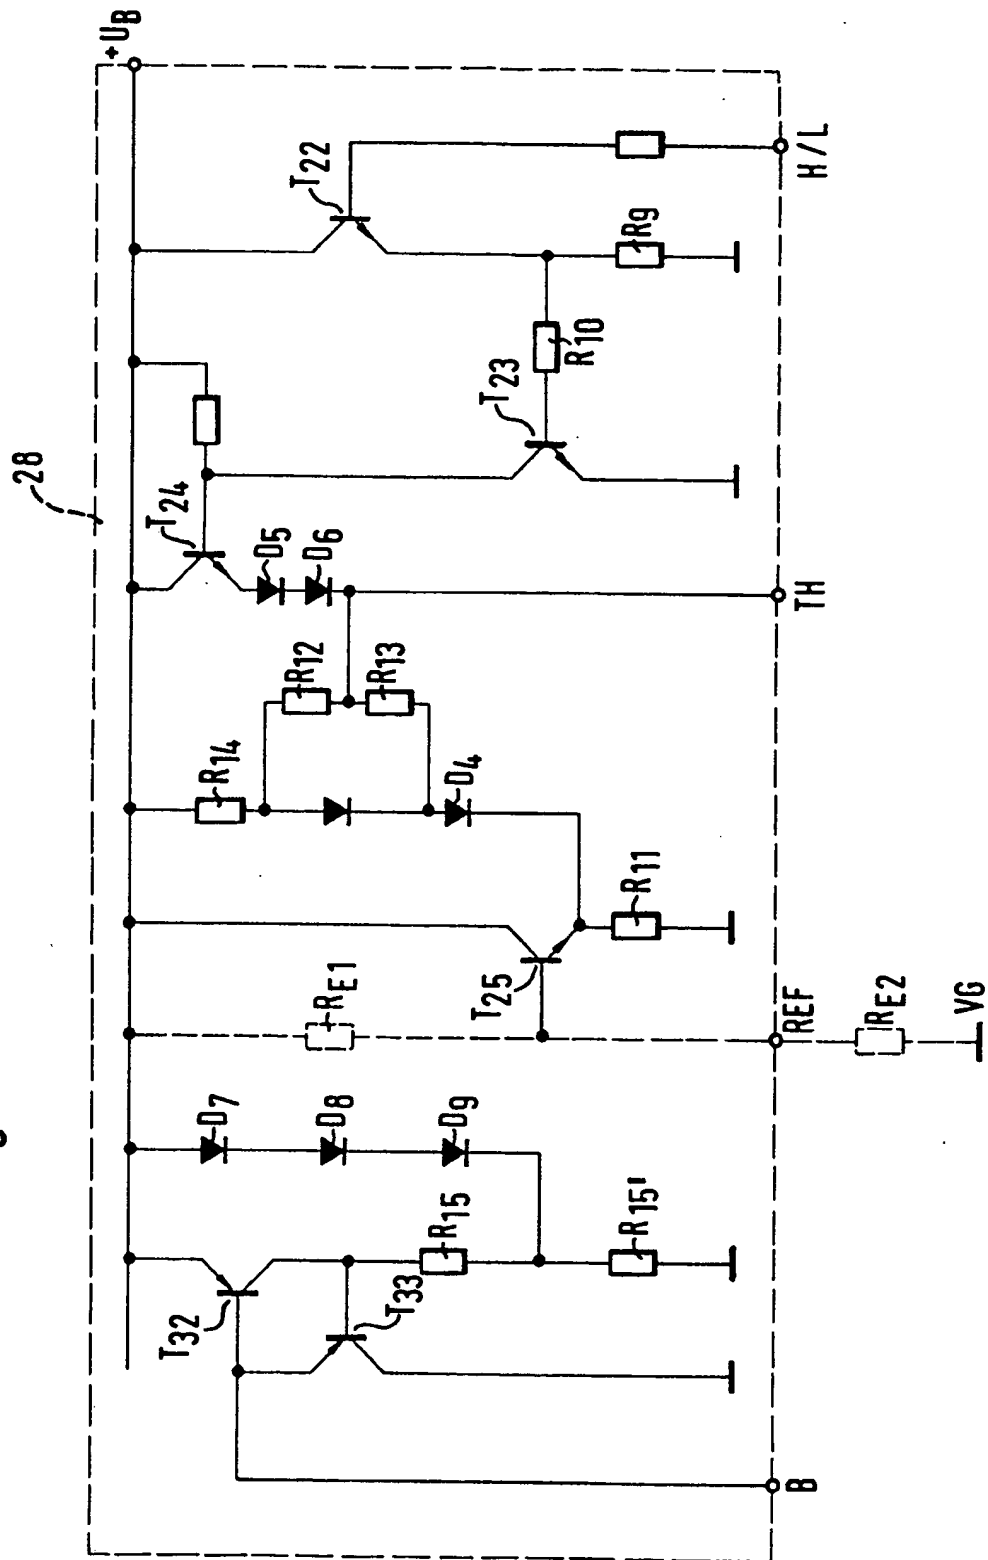 28
+UB
T22
H/L
R9
R10
T23
T24
D5
D6
TH
R12
R13
R14
D4
R11
T25
RE1
REF
RE2
VG
D7
D8
D9
R15
R15'
T32
T33
B